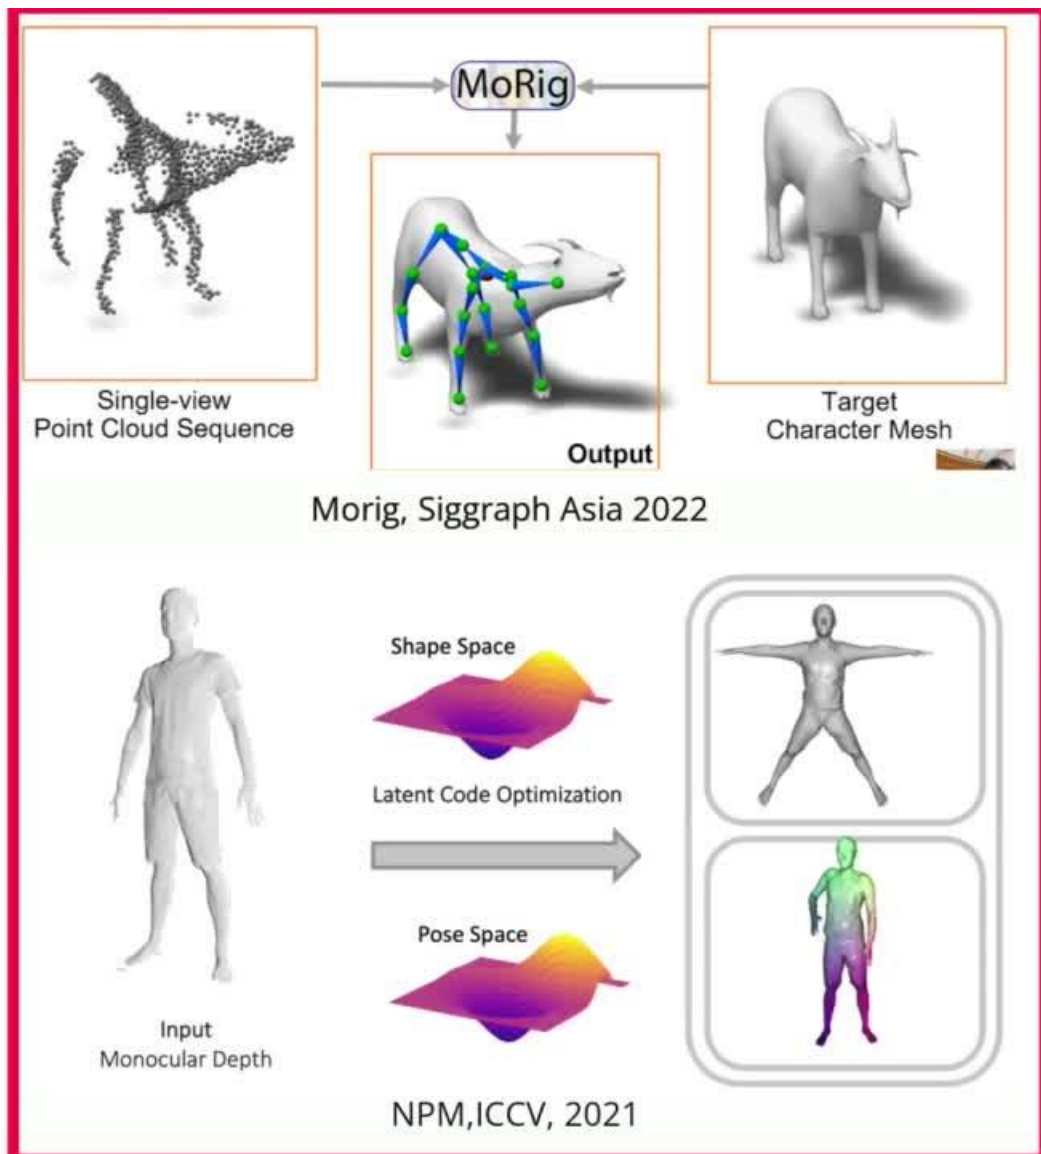 MoRig
Single-view
Point Cloud Sequence
Output
Target
Character Mesh
Morig, Siggraph Asia 2022
Shape Space
Latent Code Optimization
Pose Space
Input
Monocular Depth
NPM,ICCV, 2021